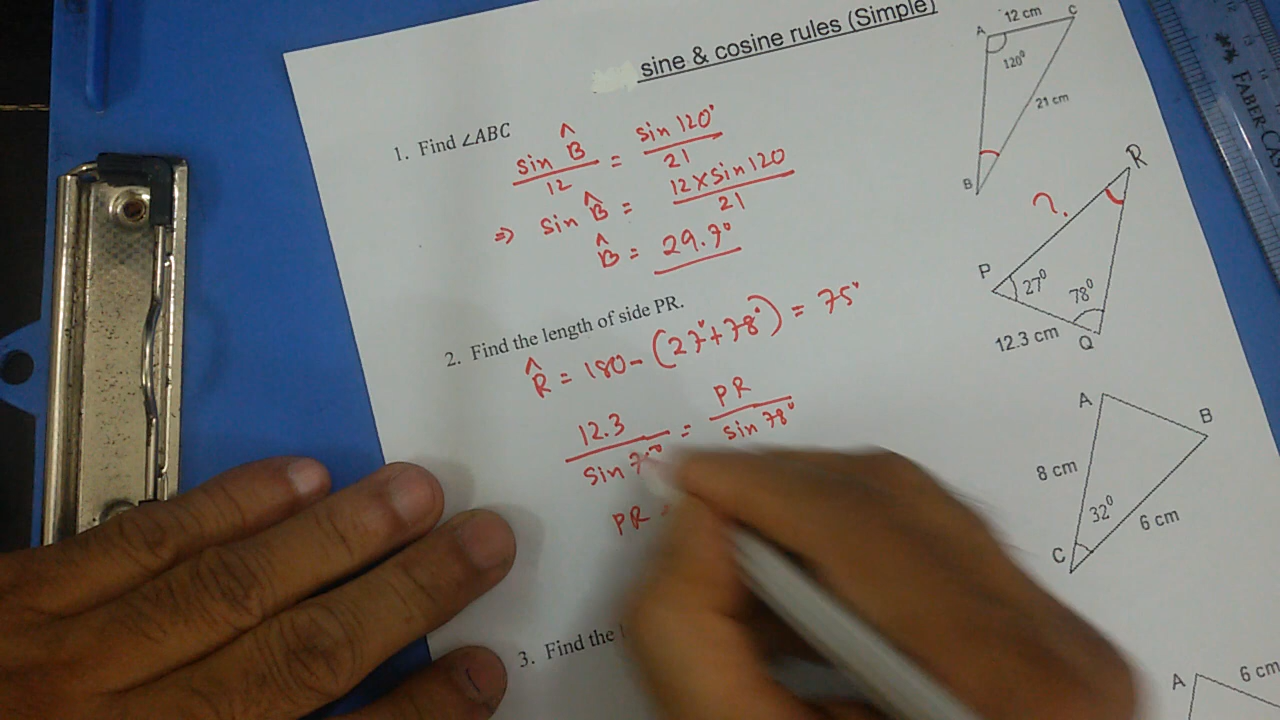 sine & cosine rules (Simple)
1. Find ∠ABC
sin B̂ / 12 = sin 120° / 21
⇒ sin B̂ = 12 × sin 120 / 21
B̂ = 29.7°
2. Find the length of side PR.
R̂ = 180 - (27° + 78°) = 75°
12.3 / sin 75° = PR / sin 78°
PR
3. Find the
A 12 cm C
120°
21 cm
B
R
?
P 27°
78°
12.3 cm Q
A
B
8 cm
32°
6 cm
C
A 6 cm
FABER-CAS